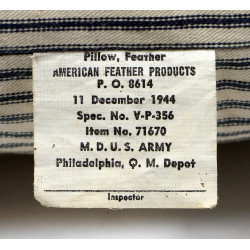 Pillow, Feather
AMERICAN FEATHER PRODUCTS
P. O. 8614
11 December 1944
Spec. No. V-P-356
Item No. 71670
M. D. U. S. ARMY
Philadelphia, Q. M. Depot
Inspector